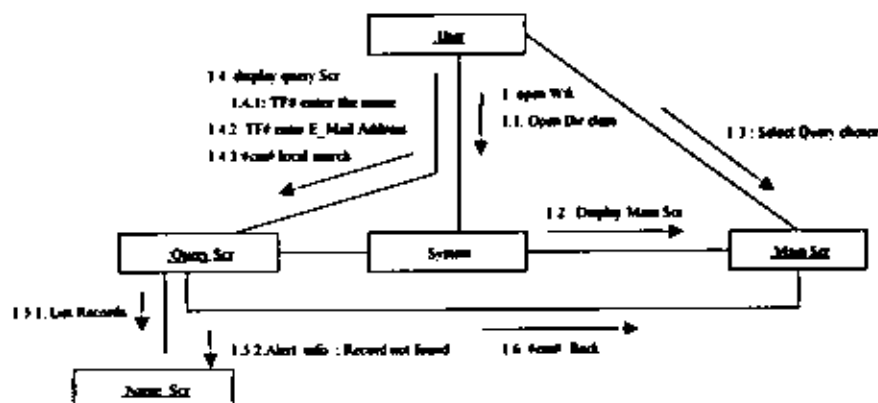 User
1.4 display query Scr
1.4.1: TF# enter the name
1.4.2 TF# enter E_Mail Address
1.4.3 #cm# local search
1. open
1.1. Open Dir
1.3 : Select Query
1.2 Display Main Scr
Query Scr
System
Main Scr
1.5.1. List Records
1.5.2.Alert info : Record not found
1.6 #cm# Back
Name Scr